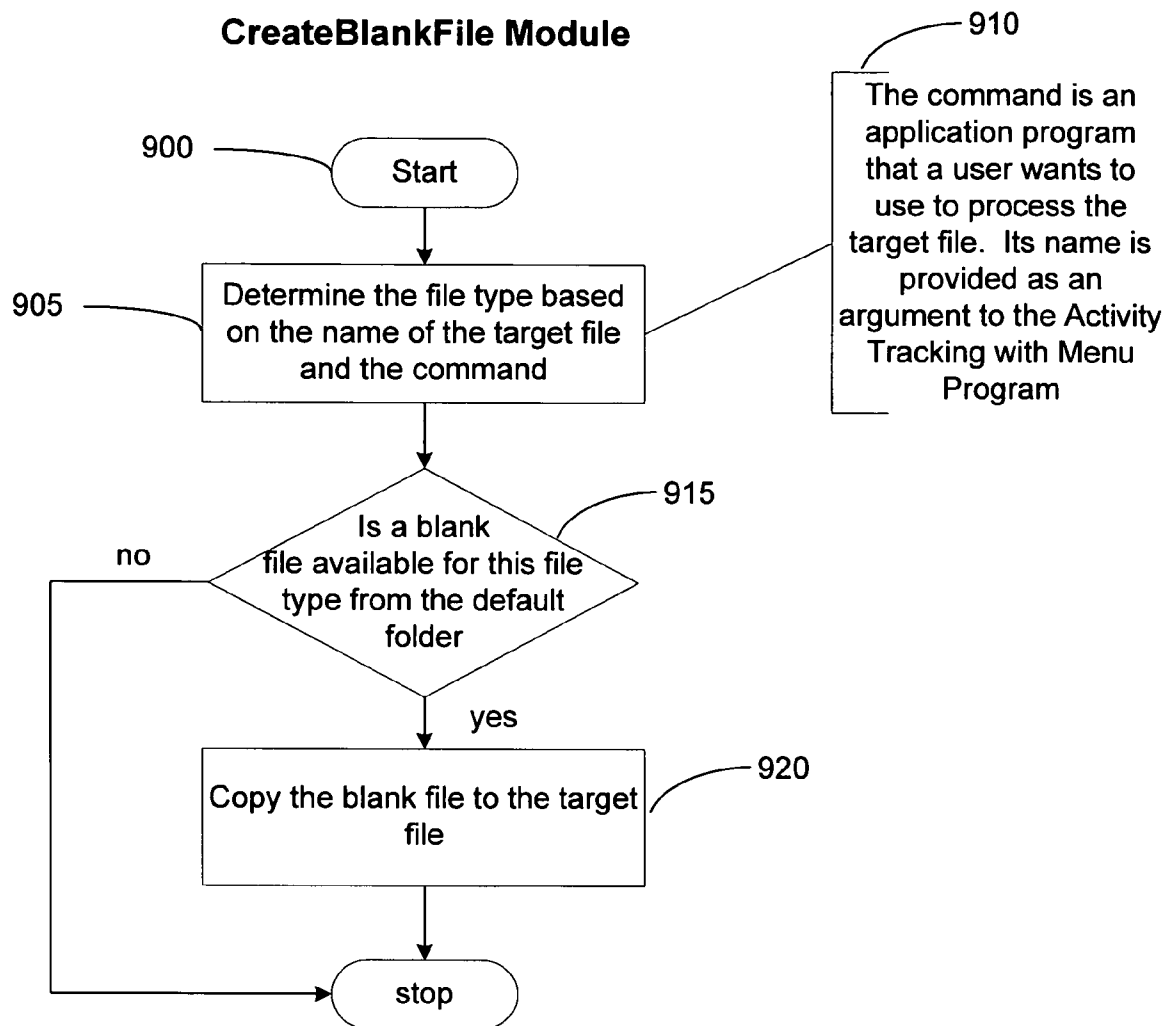 CreateBlankFile Module
910
The command is an
application program
that a user wants to
use to process the
target file. Its name is
provided as an
argument to the Activity
Tracking with Menu
Program
900
Start
905
Determine the file type based
on the name of the target file
and the command
915
Is a blank
file available for this file
type from the default
folder
no
yes
920
Copy the blank file to the target
file
stop